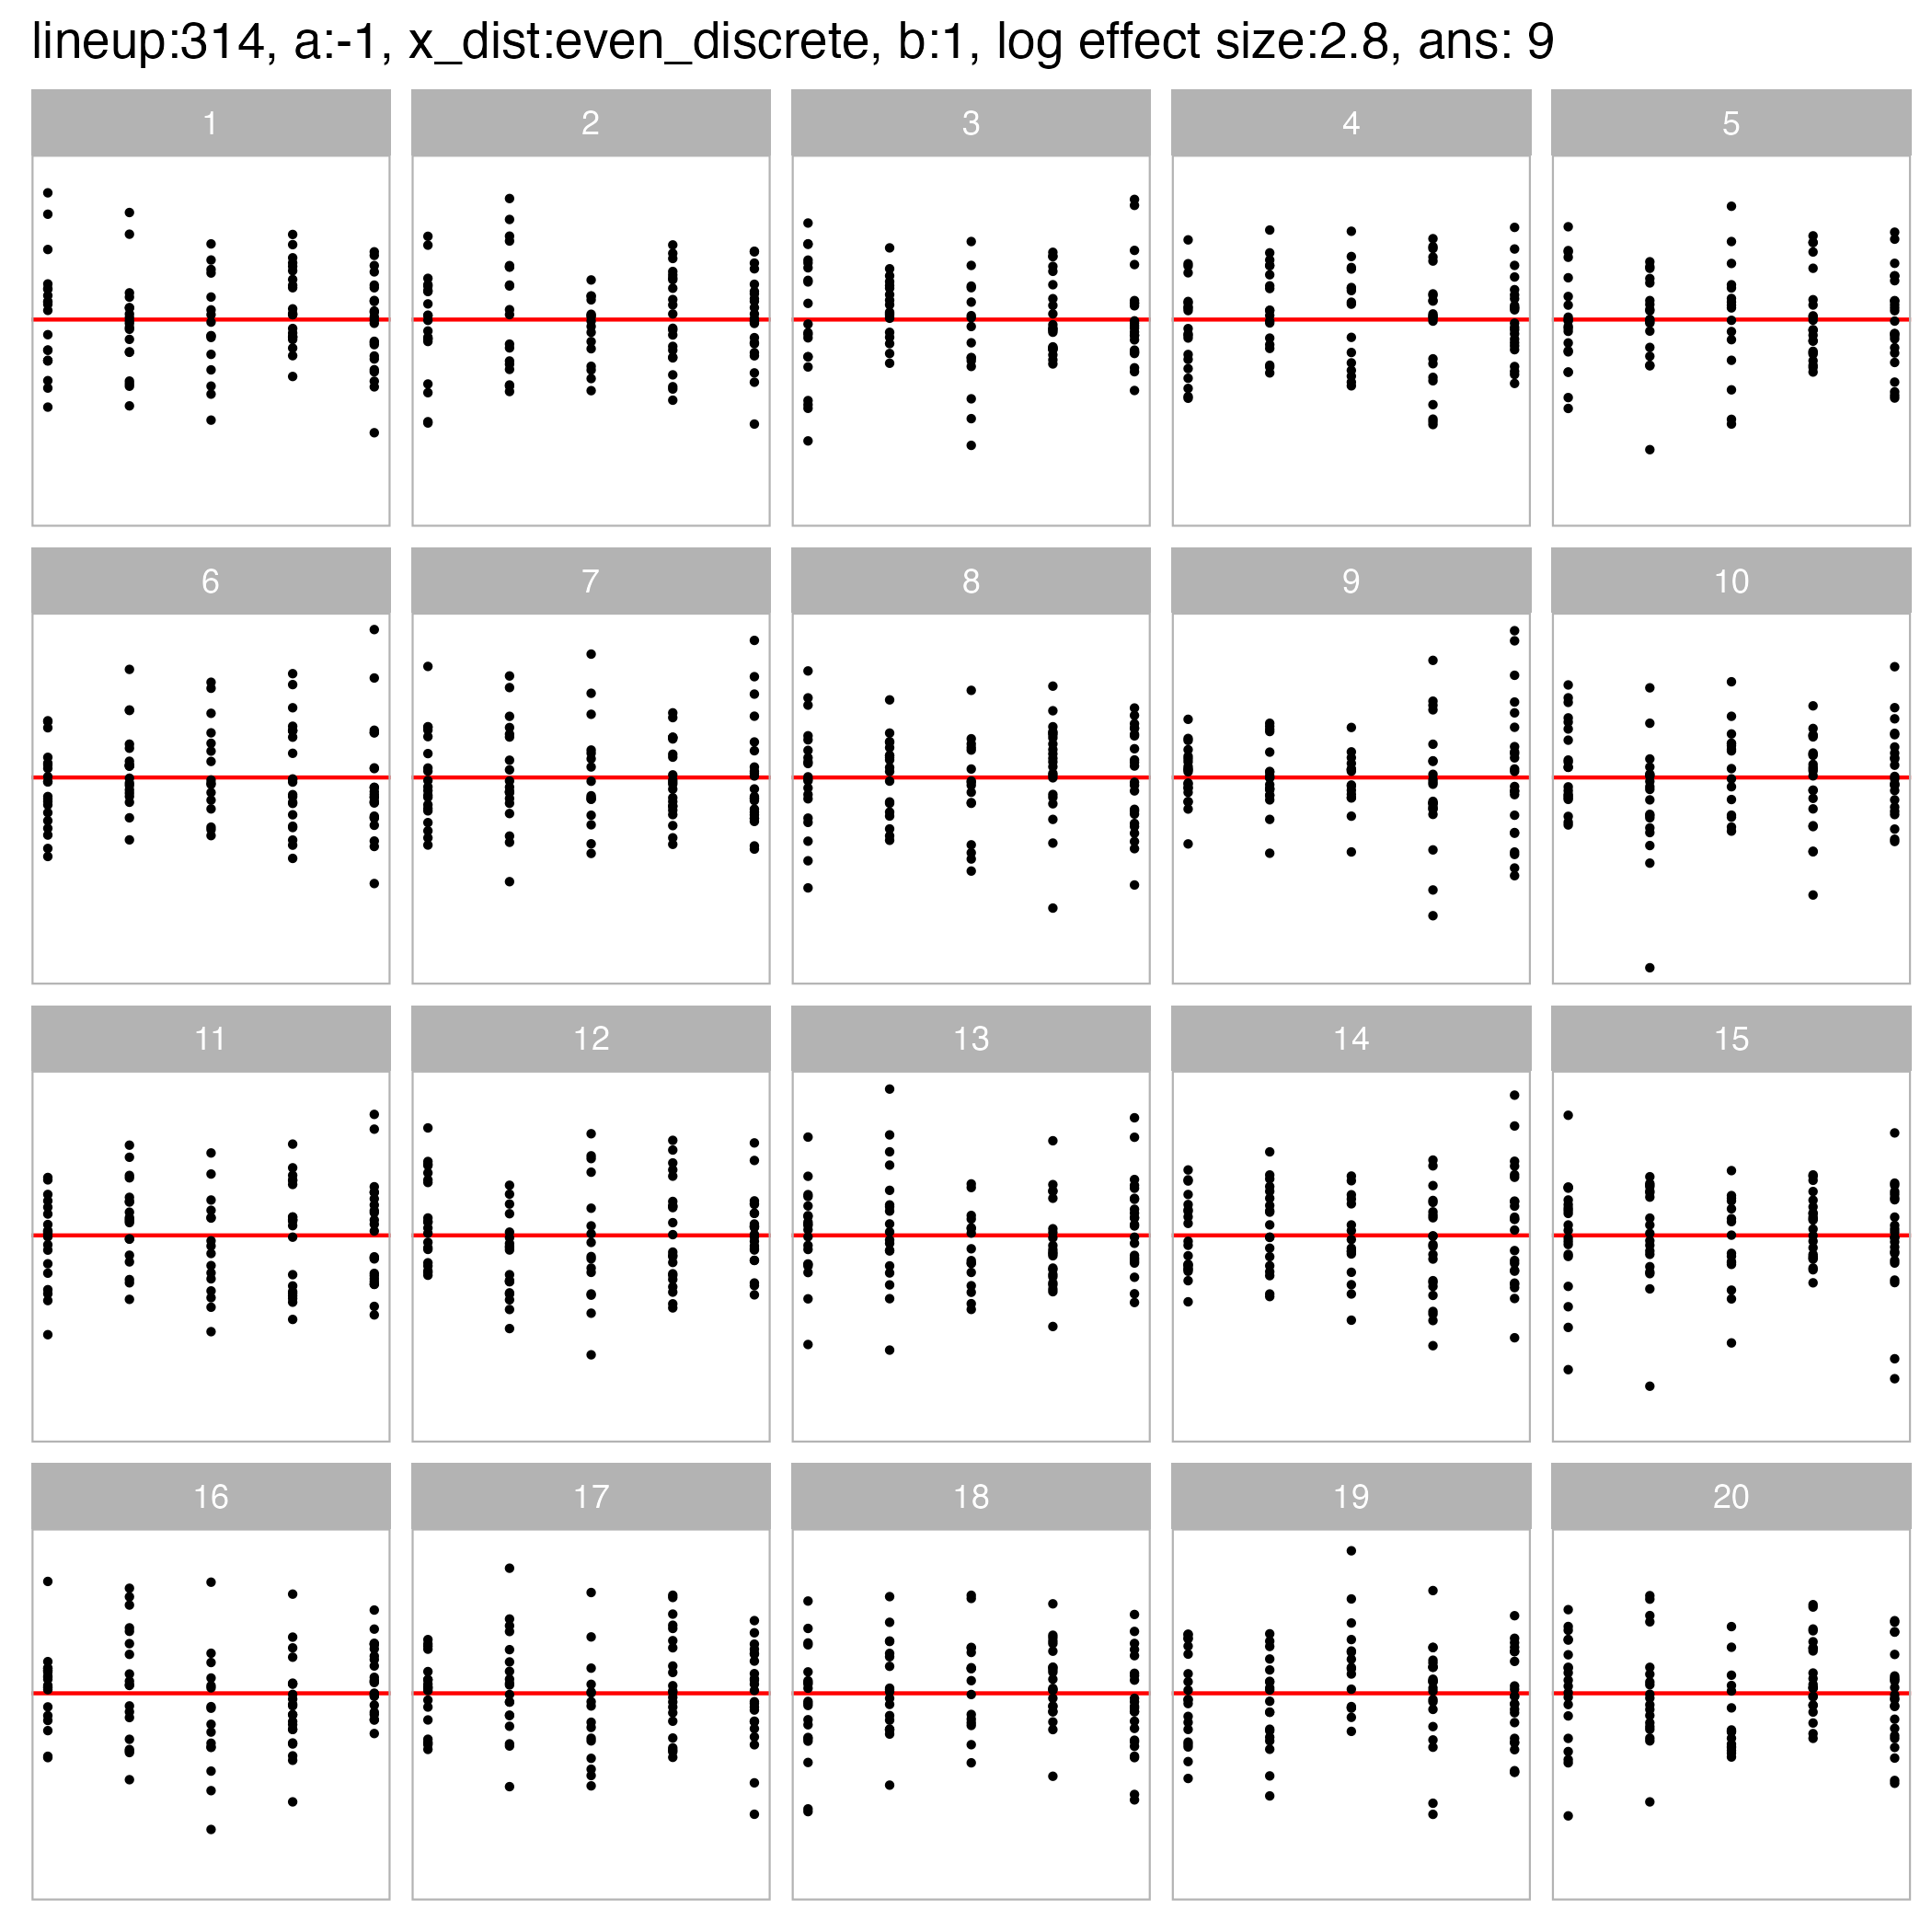 lineup:314, a:-1, x_dist:even_discrete, b:1, log effect size:2.8, ans: 9
1 2 3 4 5
6 7 8 9 10
11 12 13 14 15
16 17 18 19 20